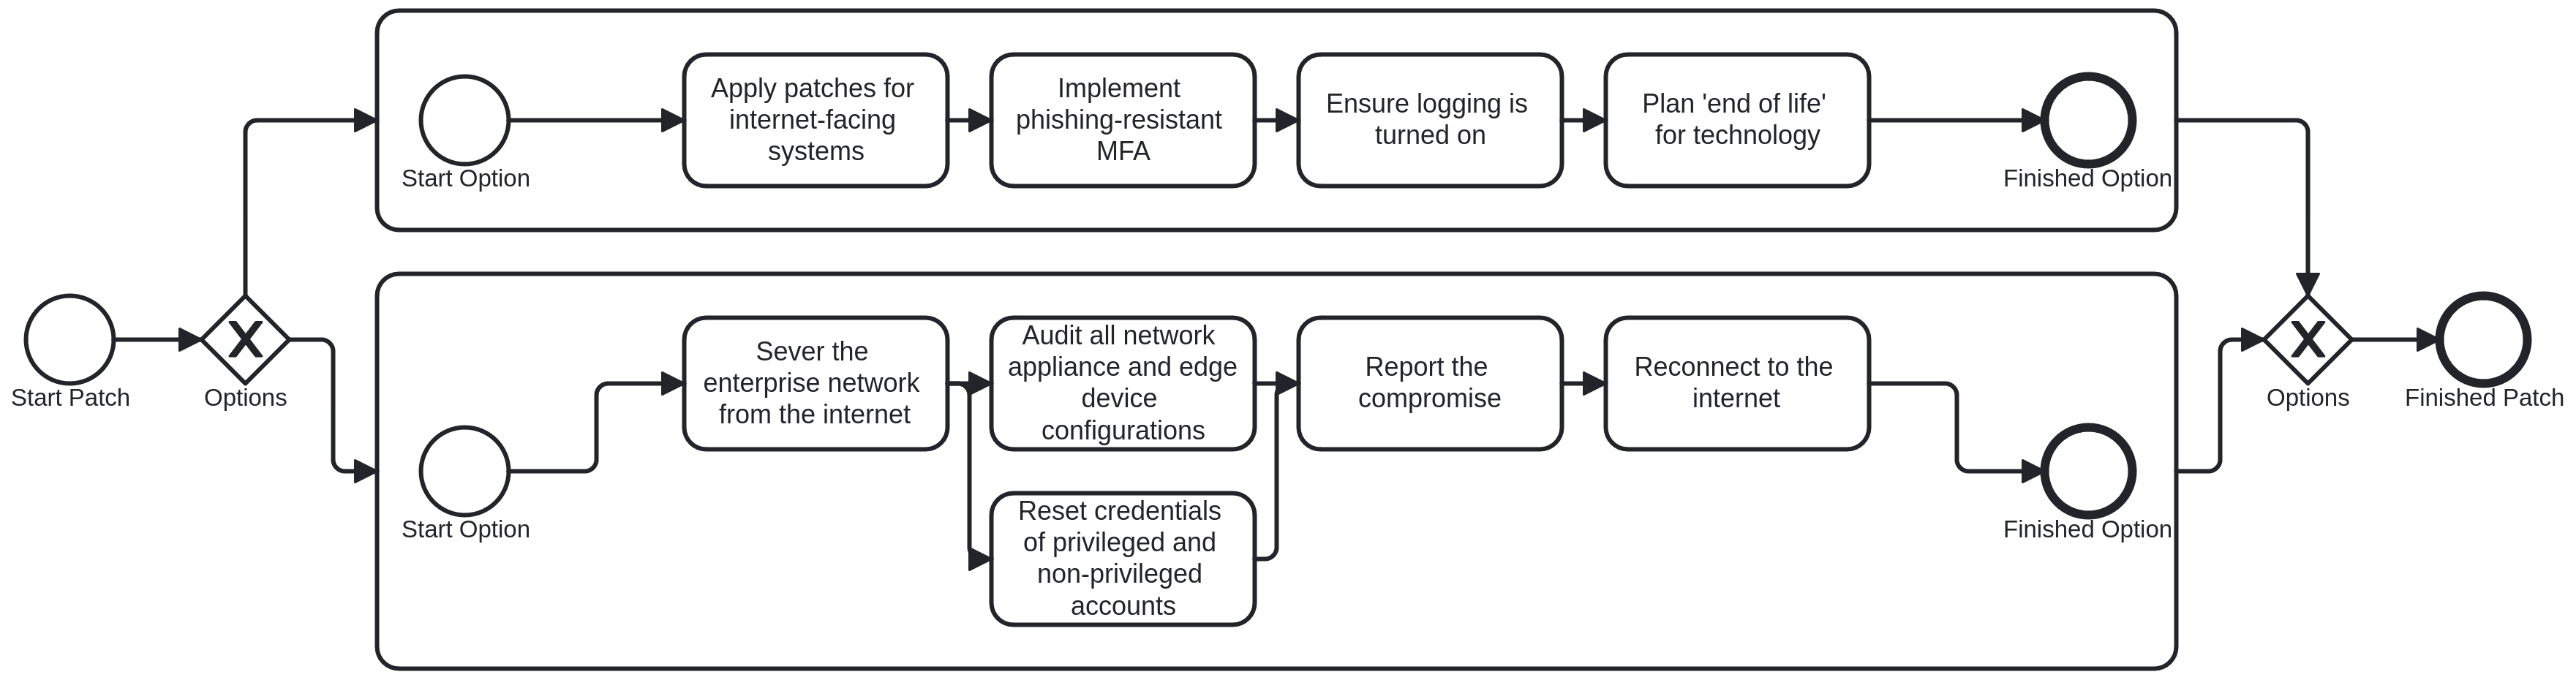 Apply patches for
internet-facing
systems
Implement
phishing-resistant
MFA
Ensure logging is
turned on
Plan 'end of life'
for technology
Start Option
Finished Option
Start Patch
X
Options
Sever the
enterprise network
from the internet
Audit all network
appliance and edge
device
configurations
Report the
compromise
Reconnect to the
internet
Start Option
Reset credentials
of privileged and
non-privileged
accounts
Finished Option
X
Options
Finished Patch